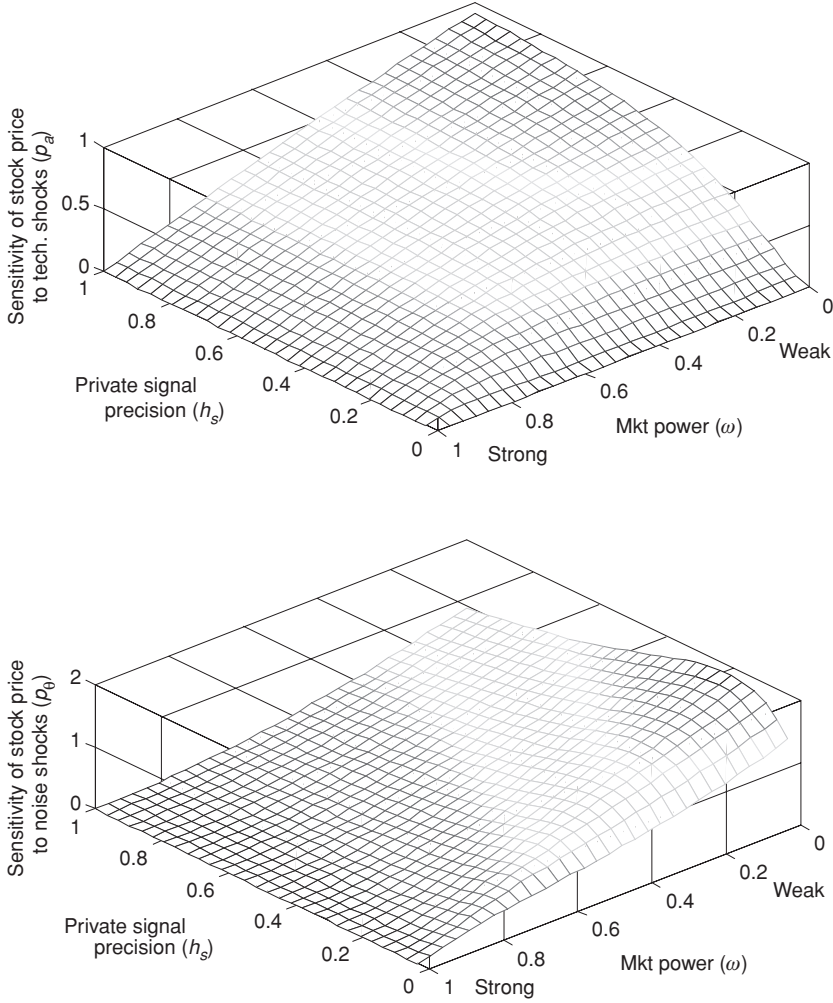 Sensitivity of stock price
to tech. shocks (pa)
1
0.5
0
1
0.8
0.6
0.4
0.2
0
Private signal
precision (hs)
1
0.8
0.6
0.4
0.2
0
Strong
Weak
Mkt power (ω)
Sensitivity of stock price
to noise shocks (pθ)
2
1
0
1
0.8
0.6
0.4
0.2
0
Private signal
precision (hs)
1
0.8
0.6
0.4
0.2
0
Strong
Weak
Mkt power (ω)